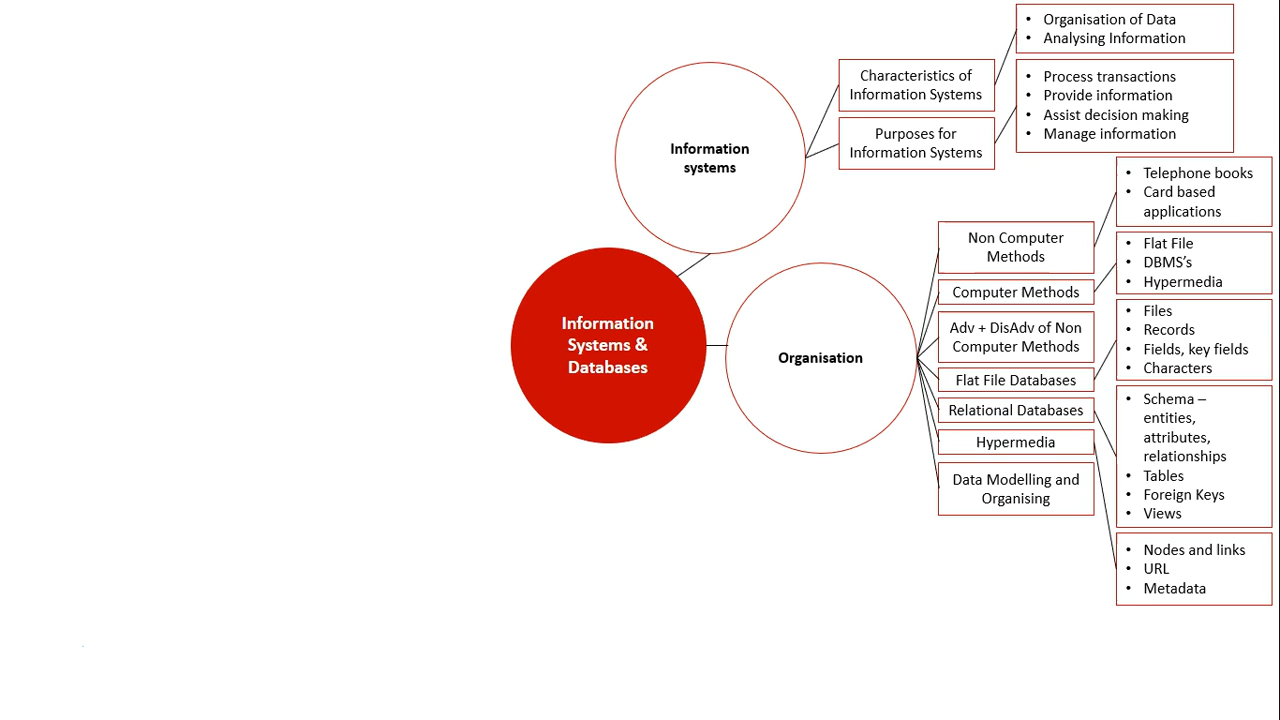 Information
Systems &
Databases
Information
systems
Characteristics of
Information Systems
• Organisation of Data
• Analysing Information
Purposes for
Information Systems
• Process transactions
• Provide information
• Assist decision making
• Manage information
Organisation
Non Computer
Methods
• Telephone books
• Card based
applications
Computer Methods
• Flat File
• DBMS's
• Hypermedia
Adv + DisAdv of Non
Computer Methods
Flat File Databases
• Files
• Records
• Fields, key fields
• Characters
Relational Databases
• Schema –
entities,
attributes,
relationships
• Tables
• Foreign Keys
• Views
Hypermedia
• Nodes and links
• URL
• Metadata
Data Modelling and
Organising